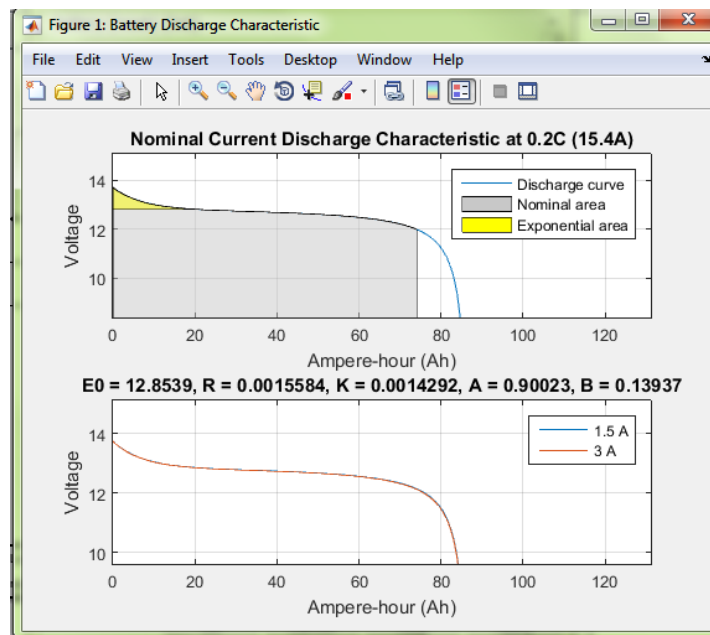 Figure 1: Battery Discharge Characteristic
File Edit View Insert Tools Desktop Window Help
Nominal Current Discharge Characteristic at 0.2C (15.4A)
14
12
10
Voltage
Discharge curve
Nominal area
Exponential area
0 20 40 60 80 100 120
Ampere-hour (Ah)
E0 = 12.8539, R = 0.0015584, K = 0.0014292, A = 0.90023, B = 0.13937
14
12
10
Voltage
1.5 A
3 A
0 20 40 60 80 100 120
Ampere-hour (Ah)